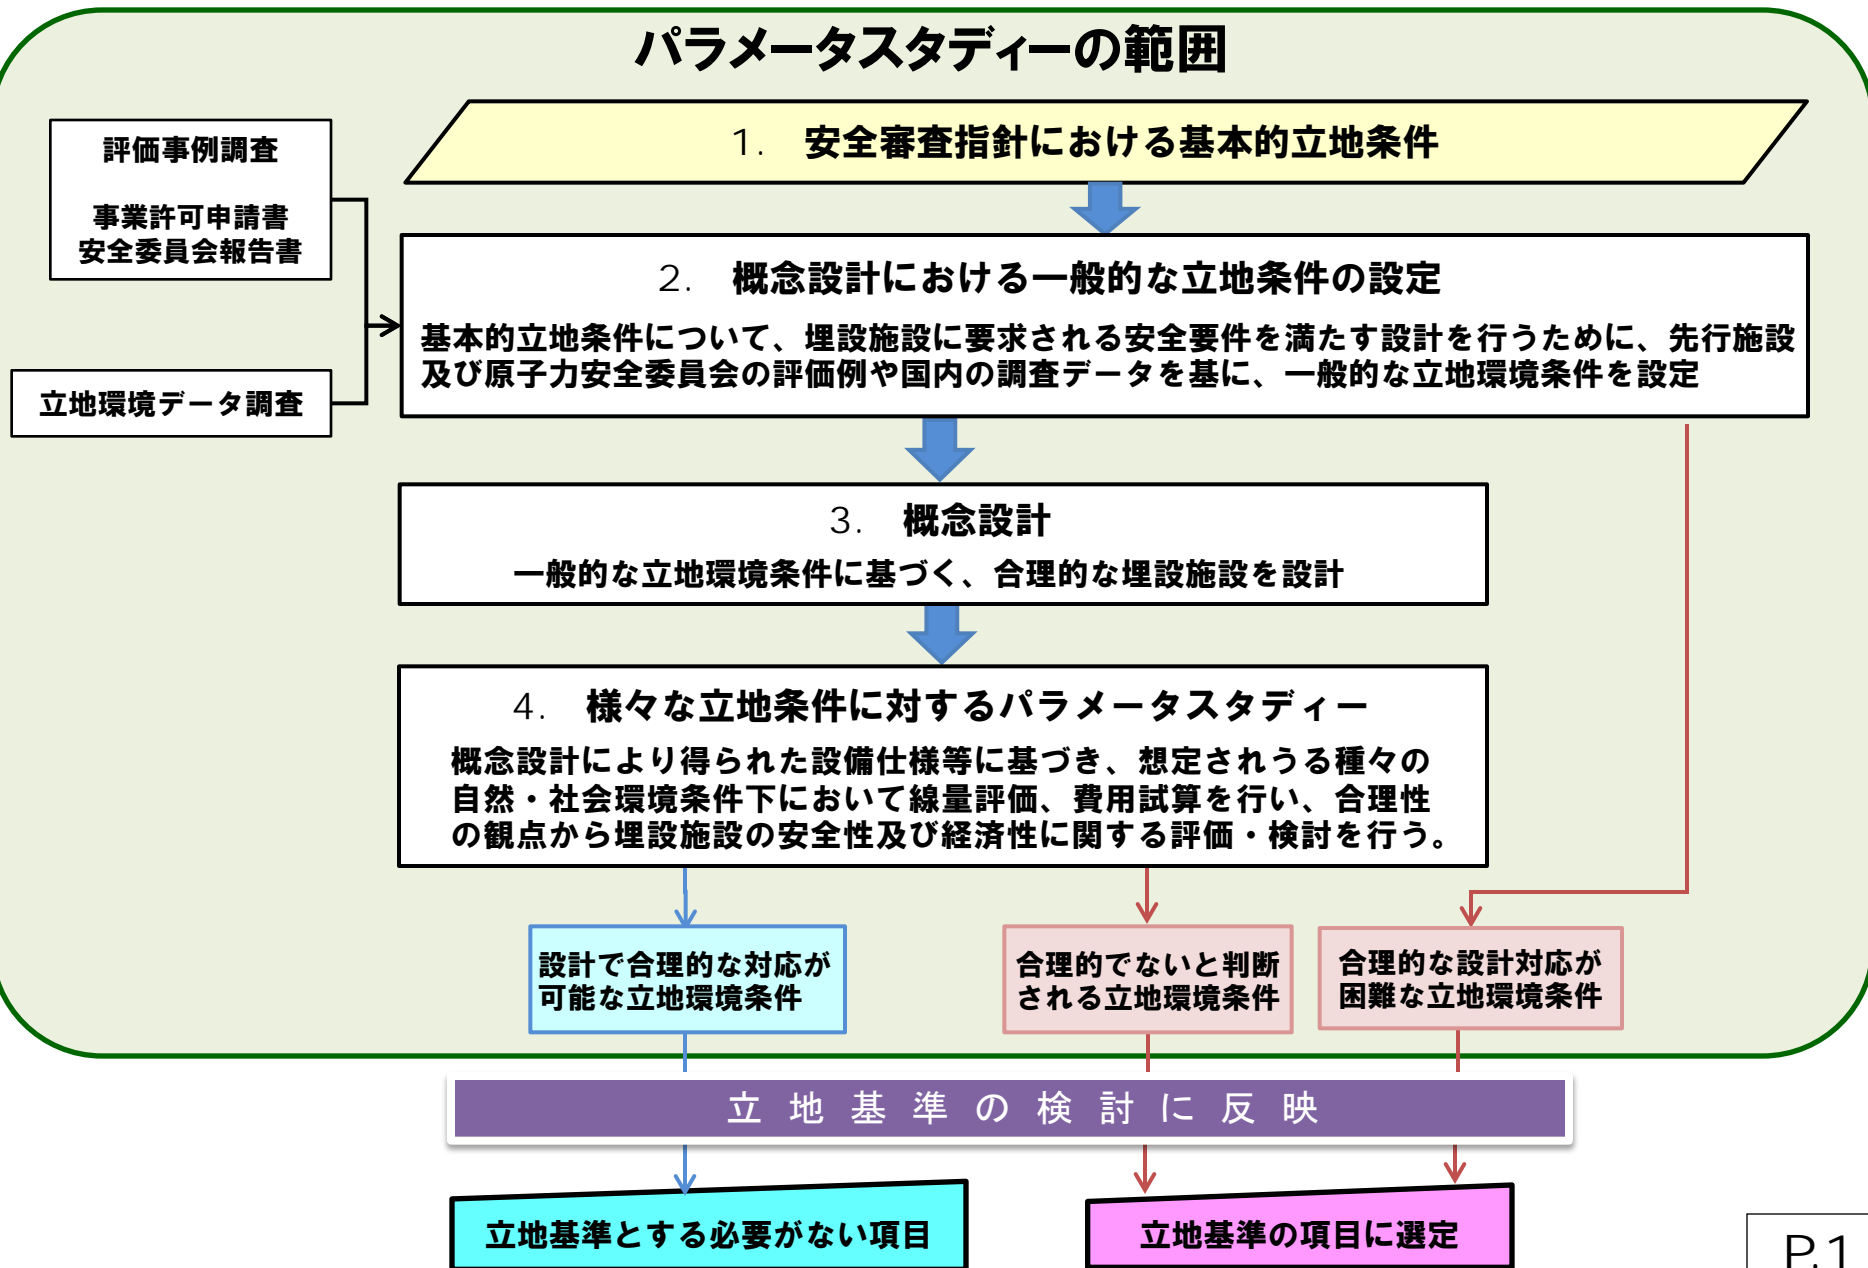 パラメータスタディーの範囲
1. 安全審査指針における基本的立地条件
評価事例調査
事業許可申請書
安全委員会報告書
立地環境データ調査
2. 概念設計における一般的な立地条件の設定
基本的立地条件について、埋設施設に要求される安全要件を満たす設計を行うために、先行施設
及び原子力安全委員会の評価例や国内の調査データを基に、一般的な立地環境条件を設定
3. 概念設計
一般的な立地環境条件に基づく、合理的な埋設施設を設計
4. 様々な立地条件に対するパラメータスタディー
概念設計により得られた設備仕様等に基づき、想定されうる種々の
自然・社会環境条件下において線量評価、費用試算を行い、合理性
の観点から埋設施設の安全性及び経済性に関する評価・検討を行う。
設計で合理的な対応が
可能な立地環境条件
合理的でないと判断
される立地環境条件
合理的な設計対応が
困難な立地環境条件
立地基準の検討に反映
立地基準とする必要がない項目
立地基準の項目に選定
P.1